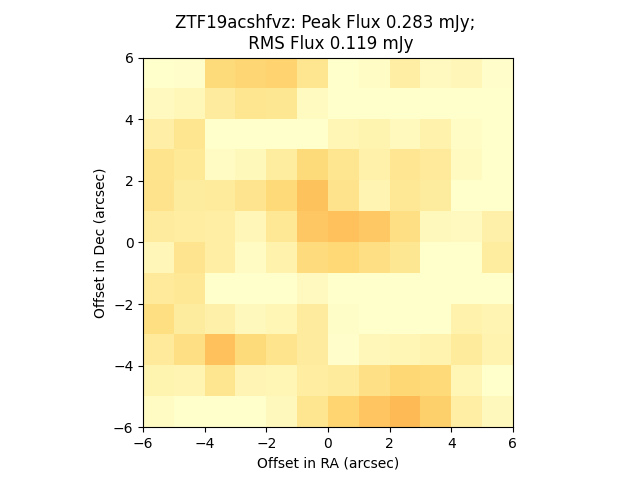 ZTF19acshfvz: Peak Flux 0.283 mJy;
RMS Flux 0.119 mJy
6
4
2
0
−2
−4
−6
Offset in Dec (arcsec)
−6 −4 −2 0 2 4 6
Offset in RA (arcsec)